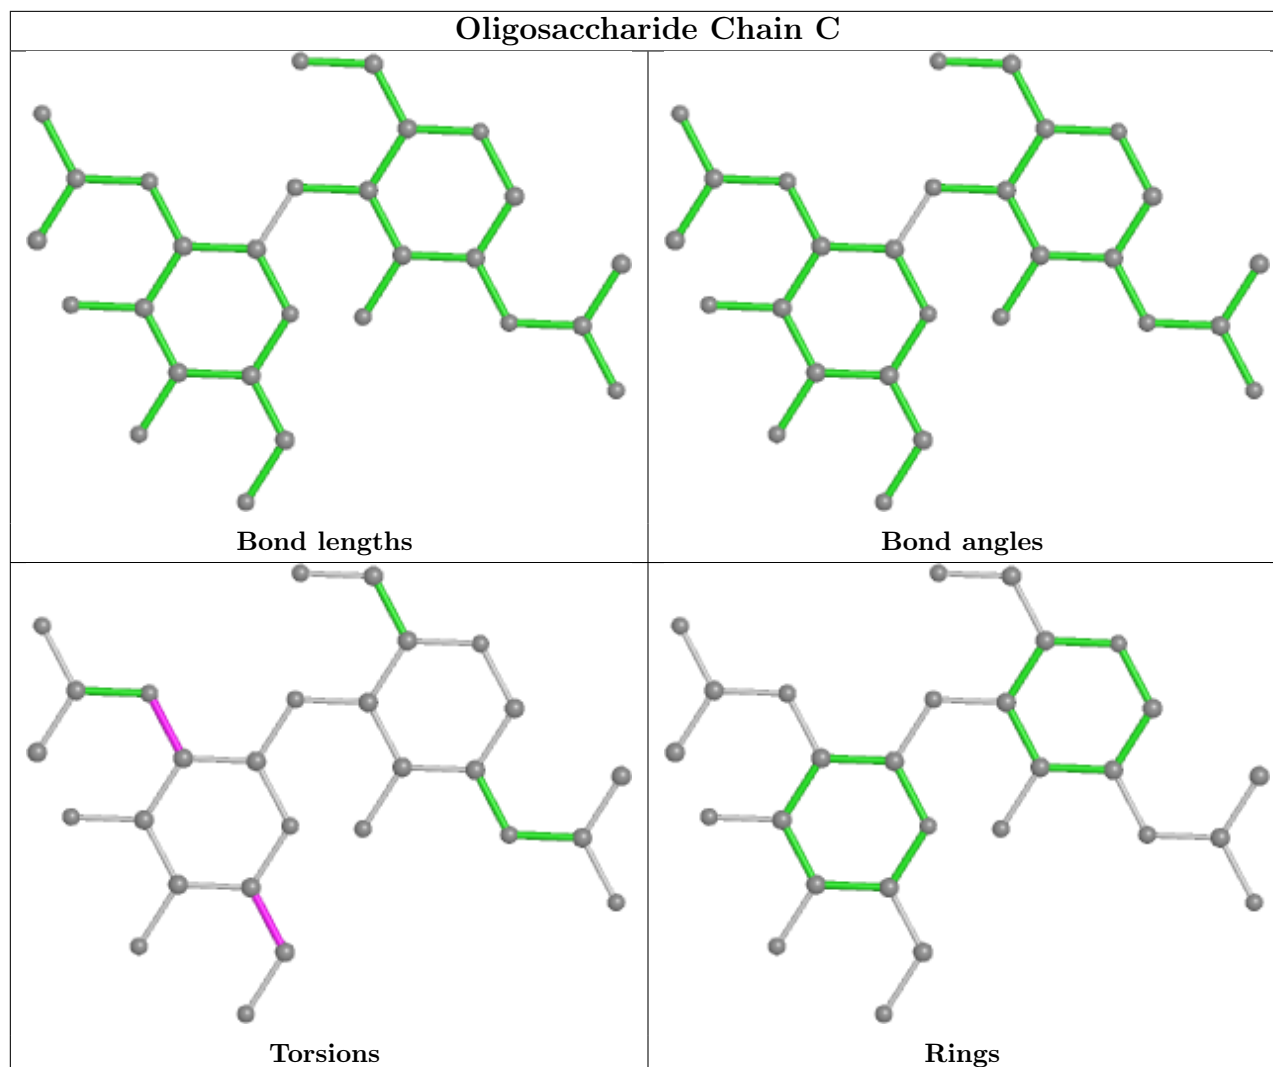 Oligosaccharide Chain C
Bond lengths
Bond angles
Torsions
Rings